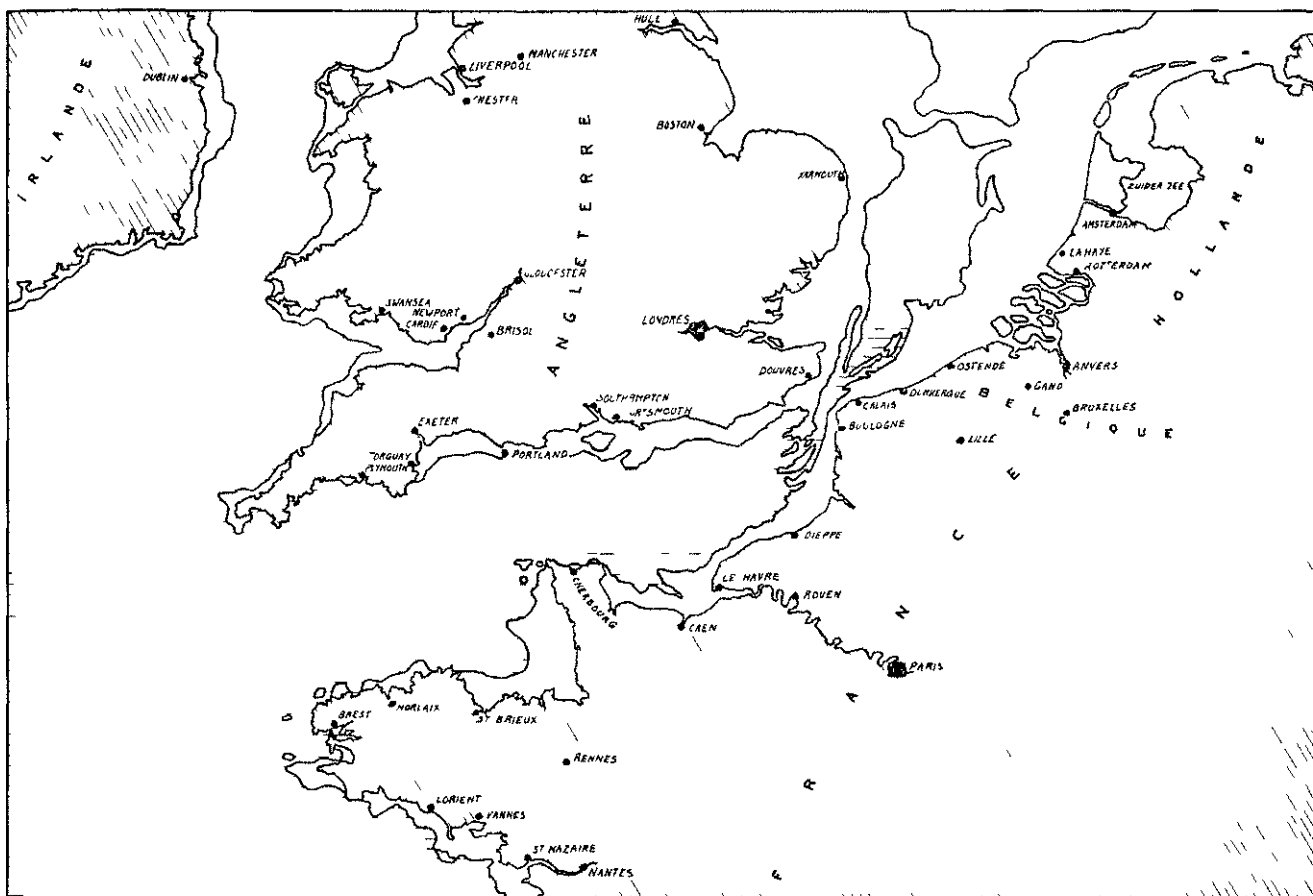 HULL
MANCHESTER
LIVERPOOL
DUBLIN
CHESTER
IRLANDE
BOSTON
ANGLETERRE
YARMOUTH
ZUIDER ZEE
HOLLANDE
AMSTERDAM
LA HAYE
ROTTERDAM
GLOUCESTER
SWANSEA
NEWPORT
CARDIF
BRISOL
LONDRES
DOUVRES
OSTENDE
ANVERS
GAND
DUNKERQUE
CALAIS
BRUXELLES
BELGIQUE
BOULOGNE
LILLE
SOUTHAMPTON
EXETER
PORTLAND
PLYMOUTH
DIEPPE
CHERBOURG
LE HAVRE
ROUEN
CAEN
PARIS
FRANCE
MORLAIX
BREST
ST BRIEUX
RENNES
LORIENT
VANNES
ST NAZAIRE
NANTES